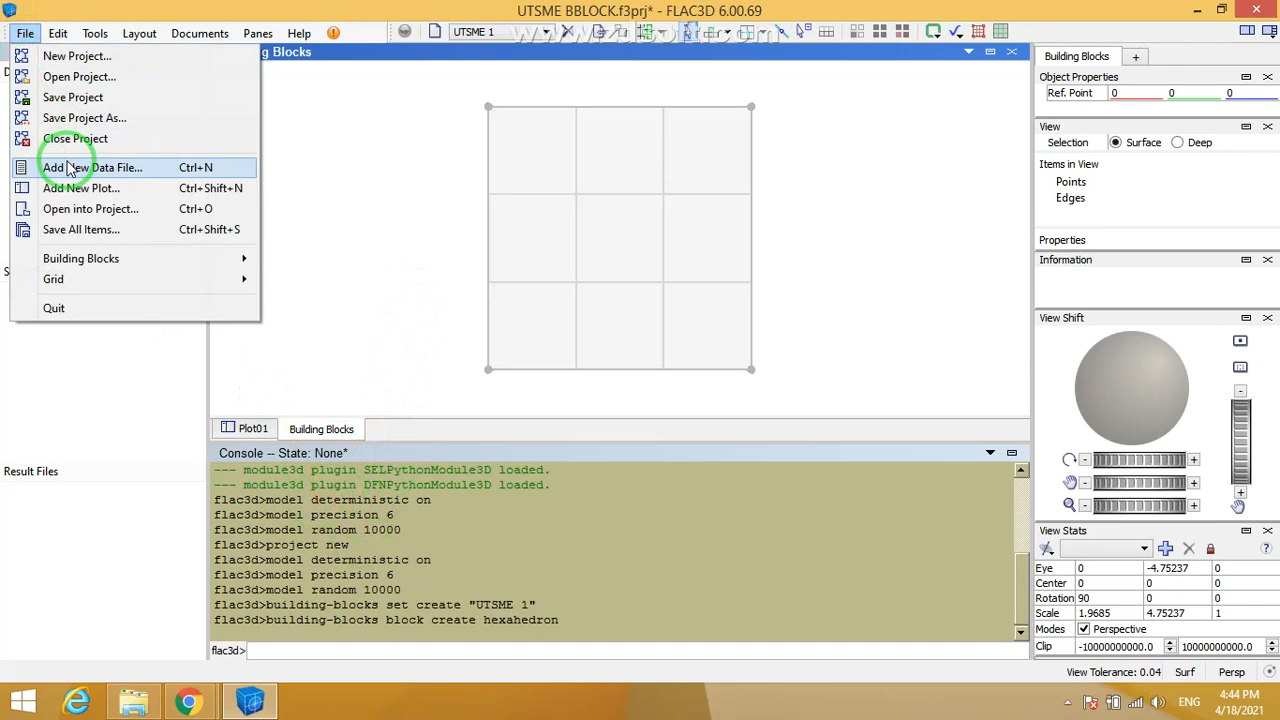 UTSME BBLOCK.f3prj* - FLAC3D 6.00.69
File Edit Tools Layout Documents Panes Help
UTSME 1
New Project...
Open Project...
Save Project
Save Project As...
Close Project
Add New Data File... Ctrl+N
Add New Plot... Ctrl+Shift+N
Open into Project... Ctrl+O
Save All Items... Ctrl+Shift+S
Building Blocks
Grid
Quit
Result Files
Blocks
Plot01 Building Blocks
Console -- State: None*
--- module3d plugin SELPythonModule3D loaded.
--- module3d plugin DFNPythonModule3D loaded.
flac3d>model deterministic on
flac3d>model precision 6
flac3d>model random 10000
flac3d>project new
flac3d>model deterministic on
flac3d>model precision 6
flac3d>model random 10000
flac3d>building-blocks set create "UTSME 1"
flac3d>building-blocks block create hexahedron
flac3d>
Building Blocks +
Object Properties
Ref. Point 0 0 0
View
Selection Surface Deep
Items in View
Points
Edges
Properties
Information
View Shift
View Stats
Eye 0 -4.75237 0
Center 0 0 0
Rotation 90 0 0
Scale 1.9685 4.75237 1
Modes Perspective
Clip -10000000000.0 10000000000.0
View Tolerance: 0.04 Surf Persp
ENG
4:44 PM
4/18/2021